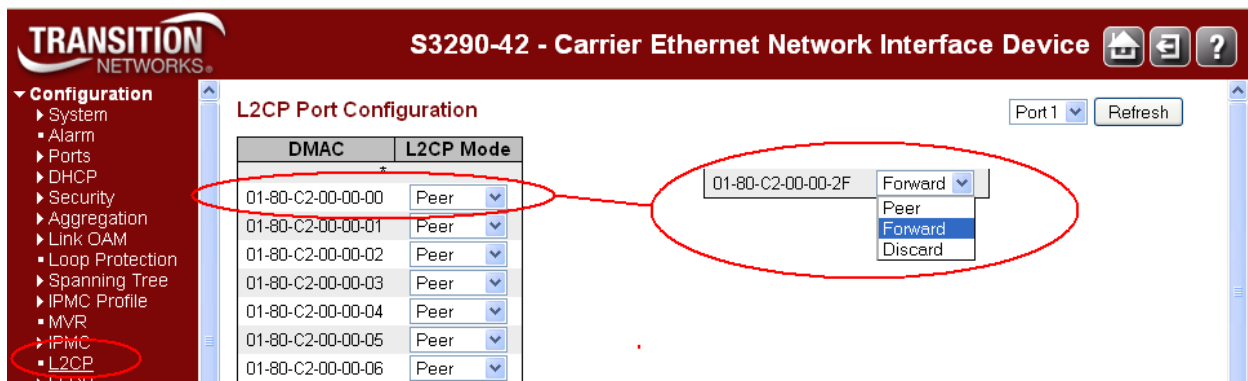 TRANSITION
NETWORKS®
S3290-42 - Carrier Ethernet Network Interface Device
?
Configuration
System
Alarm
Ports
DHCP
Security
Aggregation
Link OAM
Loop Protection
Spanning Tree
IPMC Profile
MVR
IPMC
L2CP
L2CP Port Configuration
Port 1
Refresh
DMAC L2CP Mode
*
01-80-C2-00-00-00 Peer
01-80-C2-00-00-01 Peer
01-80-C2-00-00-02 Peer
01-80-C2-00-00-03 Peer
01-80-C2-00-00-04 Peer
01-80-C2-00-00-05 Peer
01-80-C2-00-00-06 Peer
01-80-C2-00-00-2F Forward
Peer
Forward
Discard